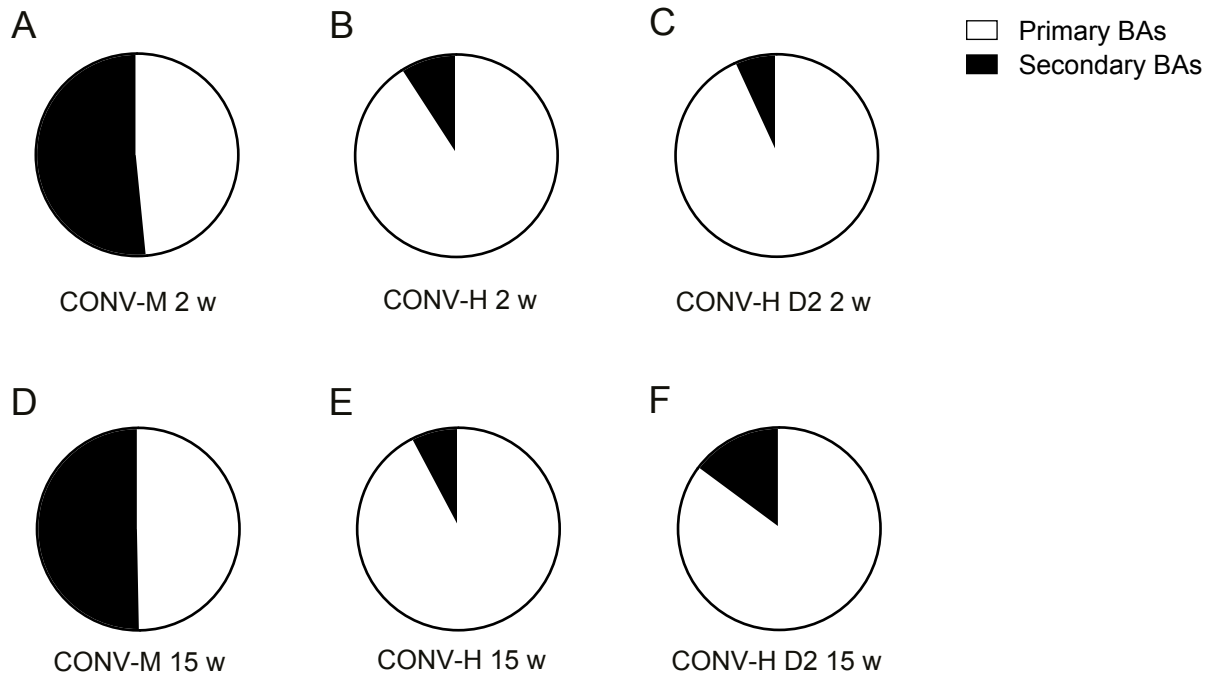 A
B
C
Primary BAs
Secondary BAs
CONV-M 2 w
CONV-H 2 w
CONV-H D2 2 w
D
E
F
CONV-M 15 w
CONV-H 15 w
CONV-H D2 15 w